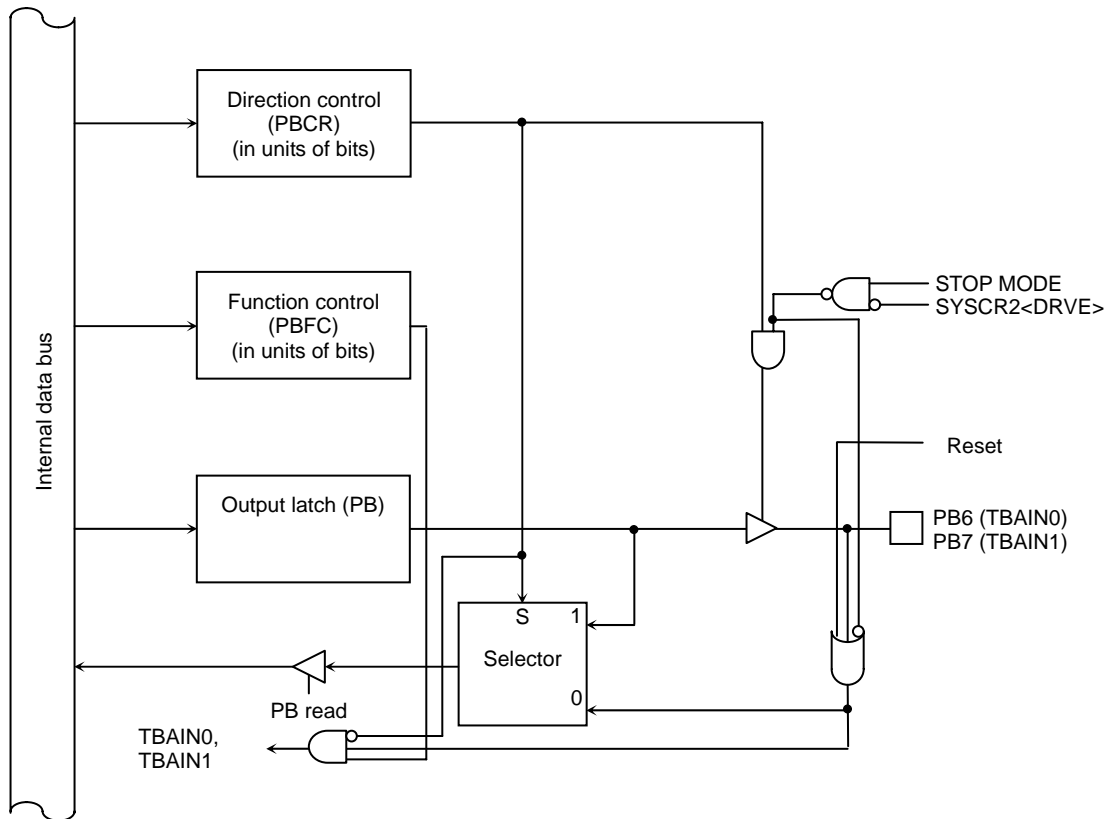 Internal data bus
Direction control
(PBCR)
(in units of bits)
Function control
(PBFC)
(in units of bits)
STOP MODE
SYSCR2<DRVE>
Reset
Output latch (PB)
PB6 (TBAIN0)
PB7 (TBAIN1)
S
1
Selector
0
PB read
TBAIN0,
TBAIN1